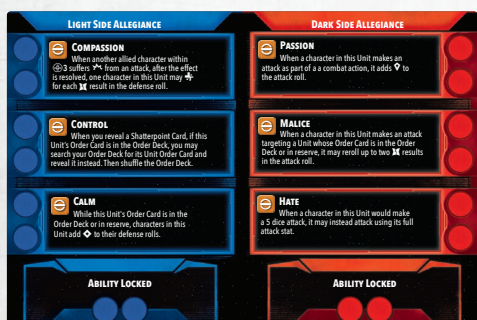 LIGHT SIDE ALLEGIANCE
COMPASSION
When another allied character within
3 suffers from an attack, after the effect
is resolved, one character in this Unit may
for each result in the defense roll.
CONTROL
When you reveal a Shatterpoint Card, if this
Unit's Order Card is in the Order Deck, you may
search your Order Deck for its Unit Order Card and
reveal it instead. Then shuffle the Order Deck.
CALM
While this Unit's Order Card is in the
Order Deck or in reserve, characters in this
Unit add to their defense rolls.
ABILITY LOCKED
DARK SIDE ALLEGIANCE
PASSION
When a character in this Unit makes an
attack as part of a a combat action, it adds to
the attack roll.
MALICE
When a character in this Unit makes an attack
targeting a Unit whose Order Card is in the Order
Deck or in reserve, it may reroll up to two results
in the attack roll.
HATE
When a character in this Unit would make
a 5 dice attack, it may instead attack using its full
attack stat.
ABILITY LOCKED